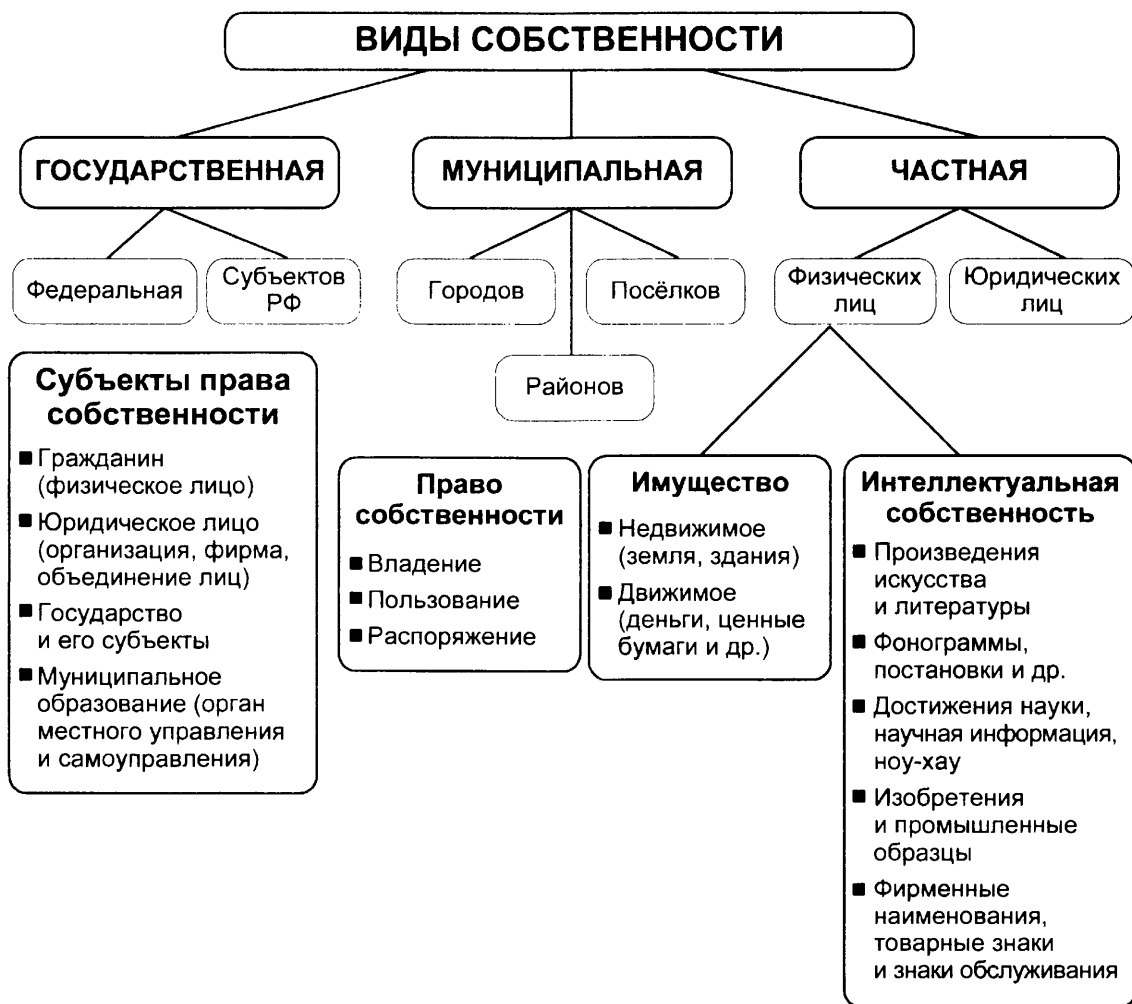 ВИДЫ СОБСТВЕННОСТИ
ГОСУДАРСТВЕННАЯ
МУНИЦИПАЛЬНАЯ
ЧАСТНАЯ
Федеральная
Субъектов
РФ
Городов
Посёлков
Районов
Физических
лиц
Юридических
лиц
Субъекты права
собственности
■ Гражданин
(физическое лицо)
■ Юридическое лицо
(организация, фирма,
объединение лиц)
■ Государство
и его субъекты
■ Муниципальное
образование (орган
местного управления
и самоуправления)
Право
собственности
■ Владение
■ Пользование
■ Распоряжение
Имущество
■ Недвижимое
(земля, здания)
■ Движимое
(деньги, ценные
бумаги и др.)
Интеллектуальная
собственность
■ Произведения
искусства
и литературы
■ Фонограммы,
постановки и др.
■ Достижения науки,
научная информация,
ноу-хау
■ Изобретения
и промышленные
образцы
■ Фирменные
наименования,
товарные знаки
и знаки обслуживания